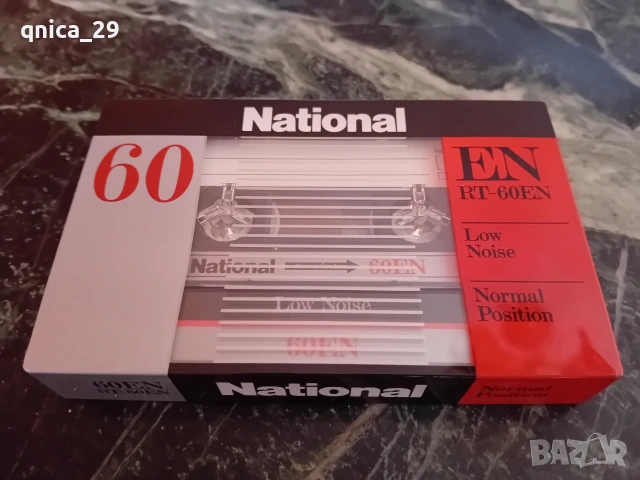 qnica_29
National
60
EN
RT-60EN
Low
Noise
Normal
Position
National
60EN
Low Noise
60EN
60EN
RT-60EN
National
Normal
Position
BAZAR